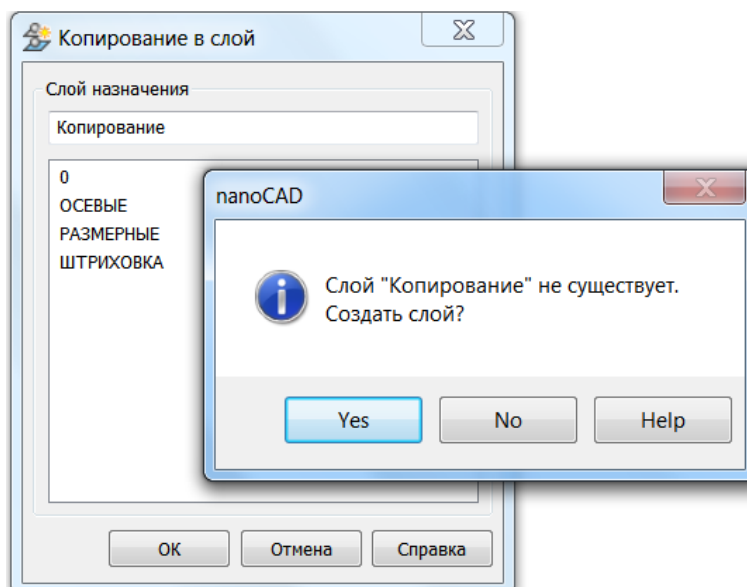 Копирование в слой
Слой назначения
Копирование
0
ОСЕВЫЕ
РАЗМЕРНЫЕ
ШТРИХОВКА
nanoCAD
Слой "Копирование" не существует.
Создать слой?
Yes No Help
ОК Отмена Справка